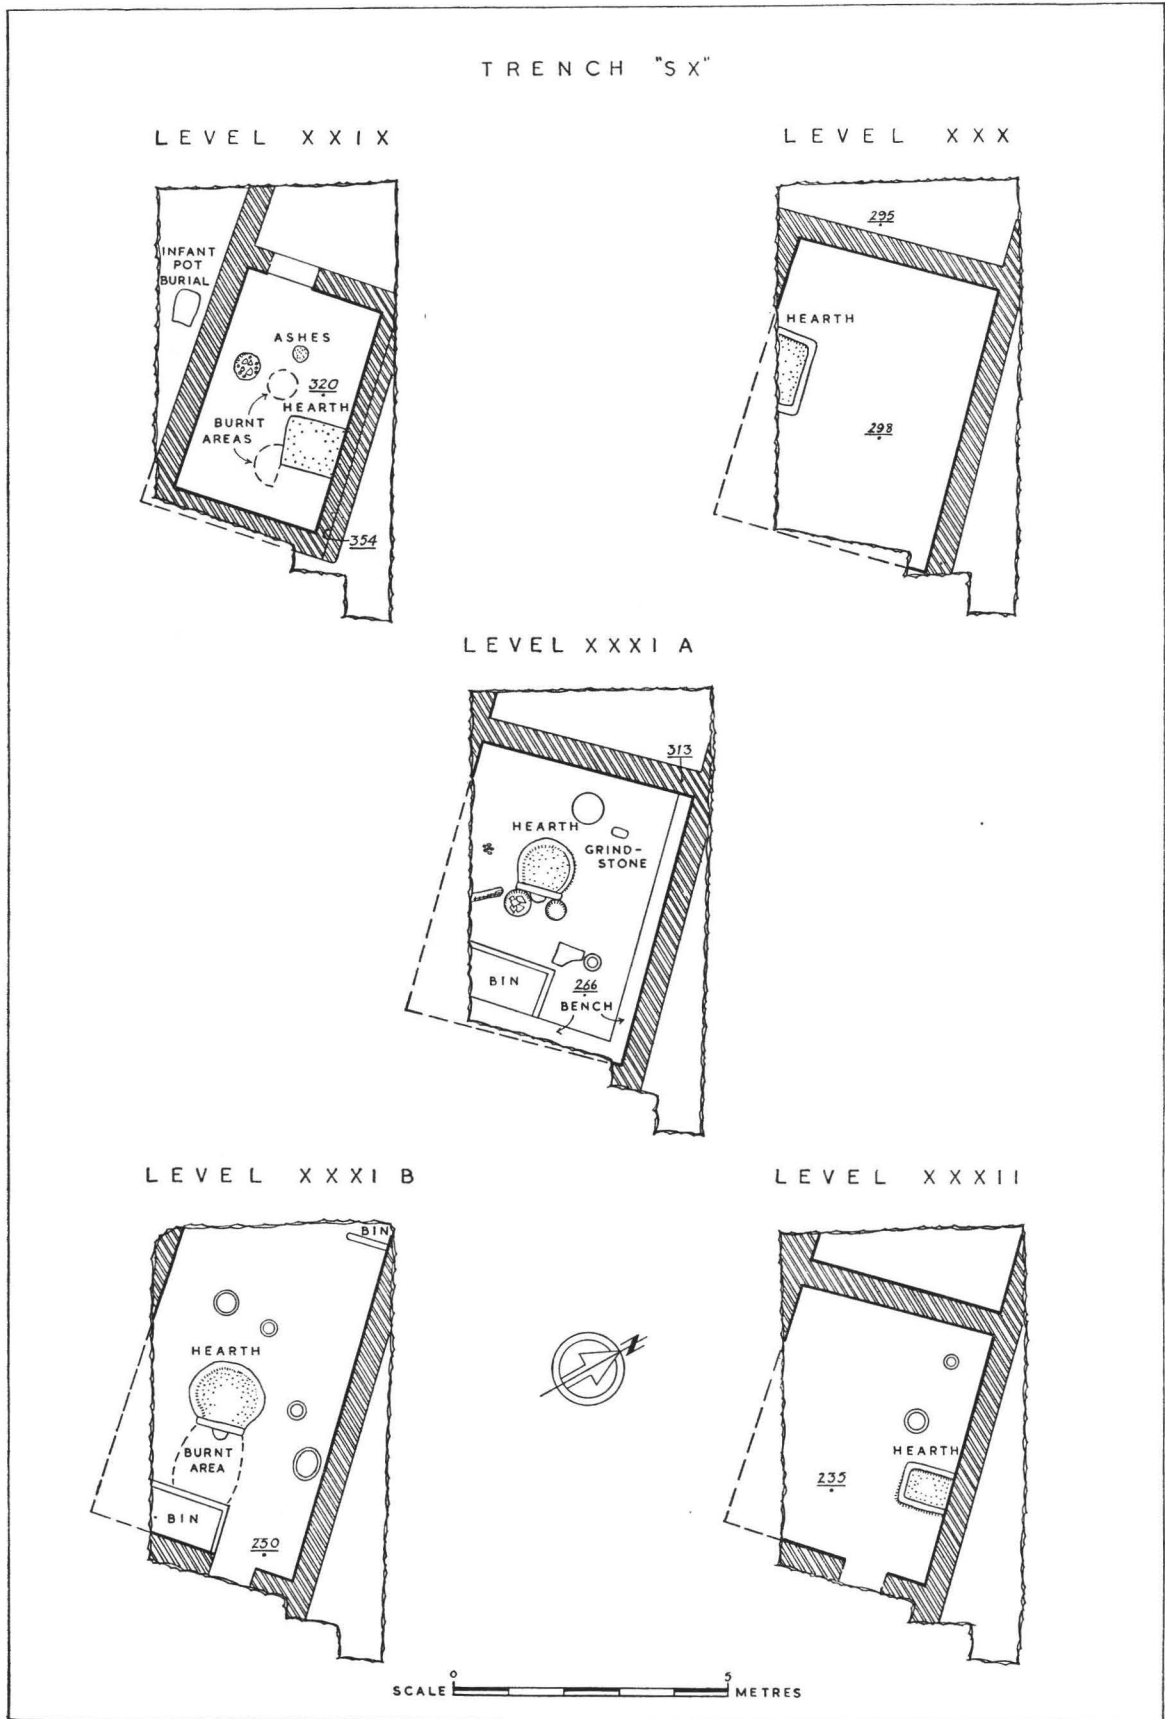 TRENCH "SX"
LEVEL XXIX
INFANT
POT
BURIAL
ASHES
320
HEARTH
BURNT
AREAS
354
LEVEL XXX
295
HEARTH
298
LEVEL XXXI A
313
HEARTH
GRIND-
STONE
BIN
266
BENCH
LEVEL XXXI B
BIN
HEARTH
BURNT
AREA
BIN
250
N
LEVEL XXXII
HEARTH
235
0 5
SCALE METRES